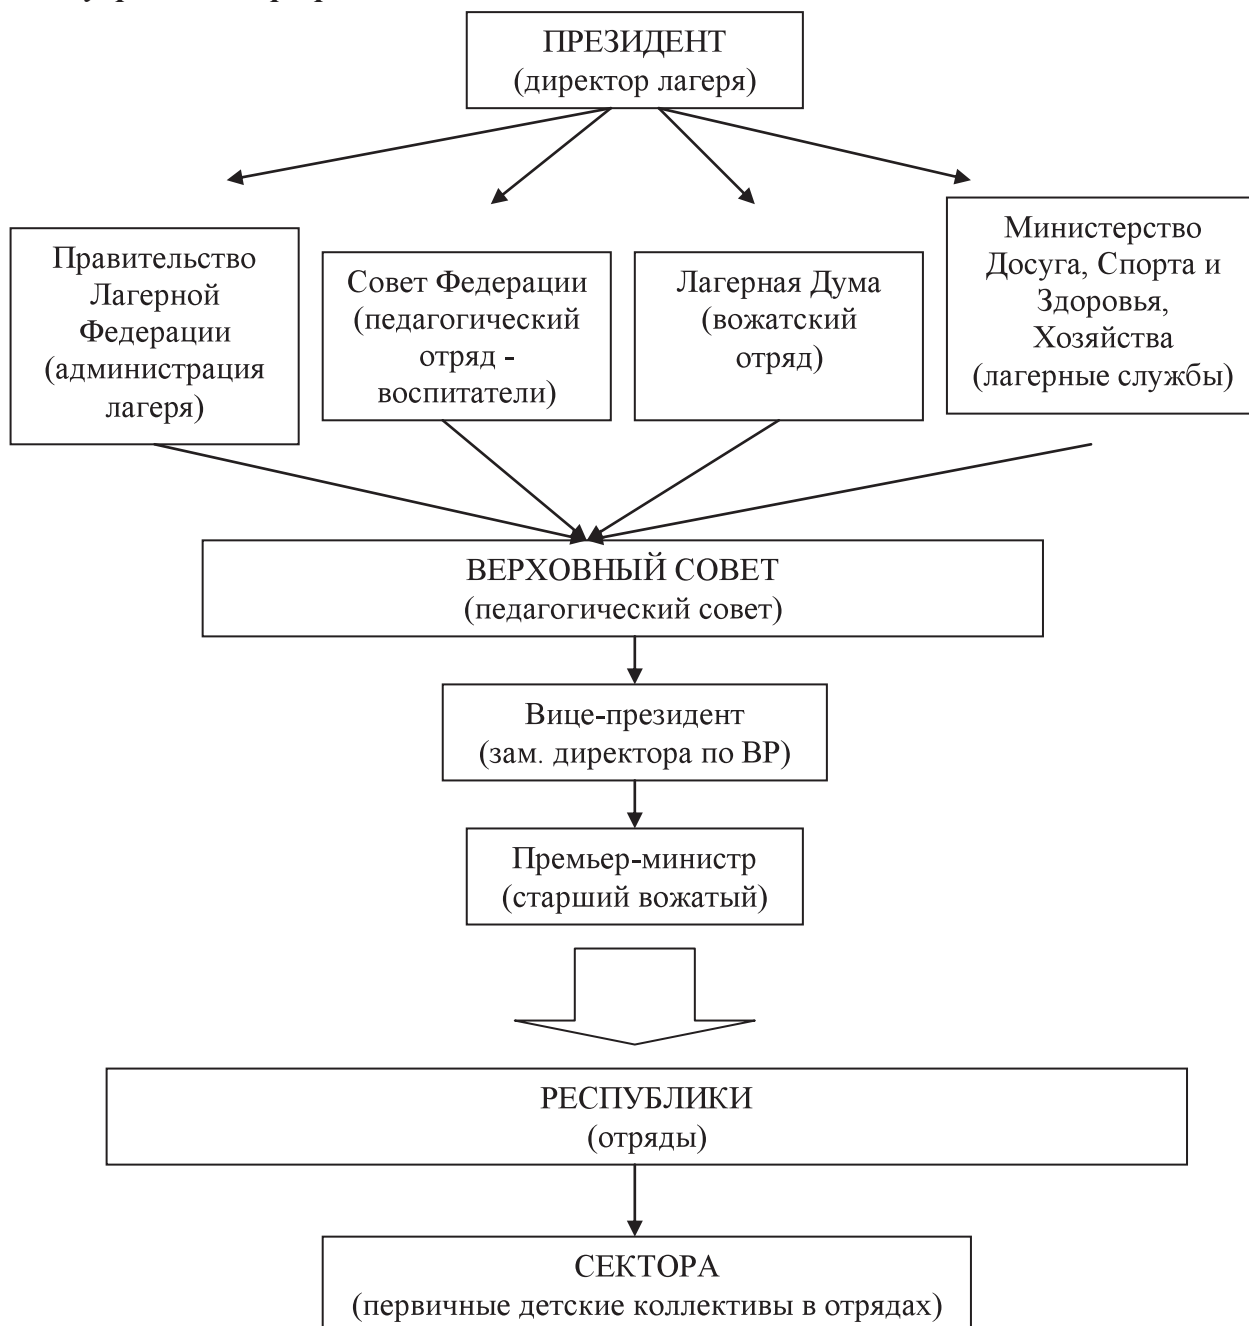 ПРЕЗИДЕНТ
(директор лагеря)
Правительство
Лагерной
Федерации
(администрация
лагеря)
Совет Федерации
(педагогический
отряд -
воспитатели)
Лагерная Дума
(вожатский
отряд)
Министерство
Досуга, Спорта и
Здоровья,
Хозяйства
(лагерные службы)
ВЕРХОВНЫЙ СОВЕТ
(педагогический совет)
Вице-президент
(зам. директора по ВР)
Премьер-министр
(старший вожатый)
РЕСПУБЛИКИ
(отряды)
СЕКТОРА
(первичные детские коллективы в отрядах)